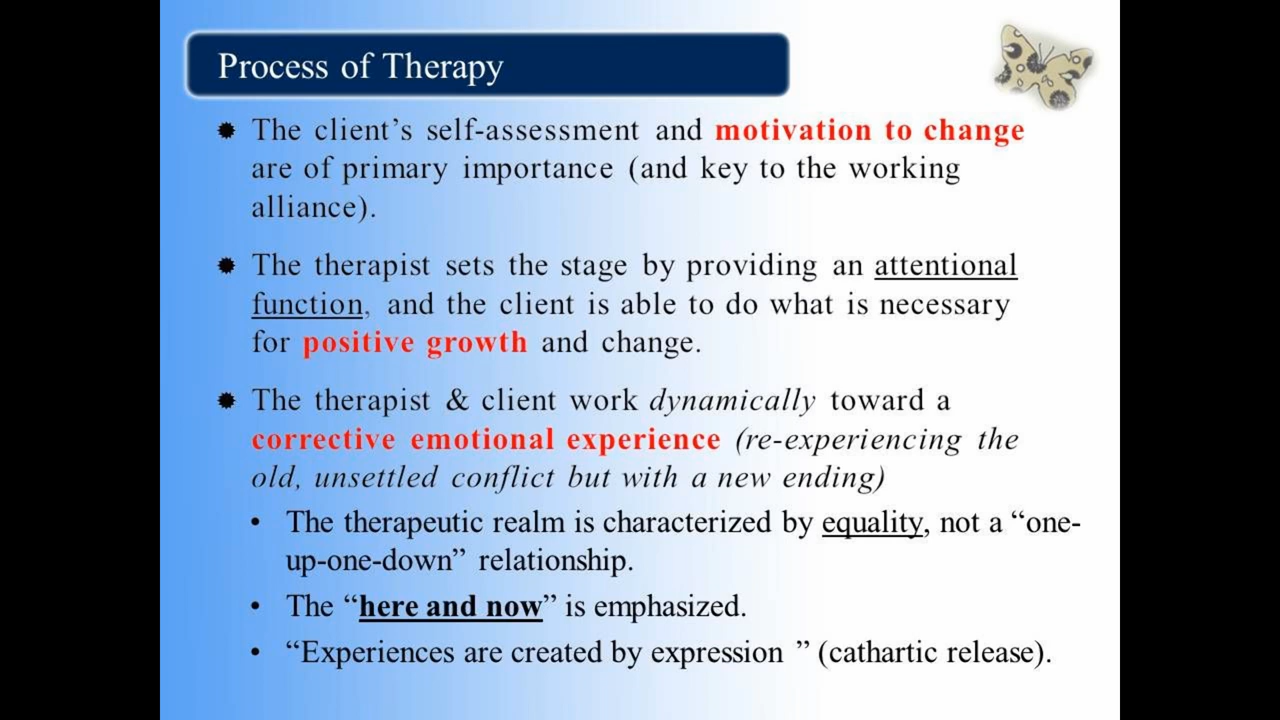 Process of Therapy
The client’s self-assessment and motivation to change
are of primary importance (and key to the working
alliance).
The therapist sets the stage by providing an attentional
function, and the client is able to do what is necessary
for positive growth and change.
The therapist & client work dynamically toward a
corrective emotional experience (re-experiencing the
old, unsettled conflict but with a new ending)
• The therapeutic realm is characterized by equality, not a “one-
up-one-down” relationship.
• The “here and now” is emphasized.
• “Experiences are created by expression ” (cathartic release).